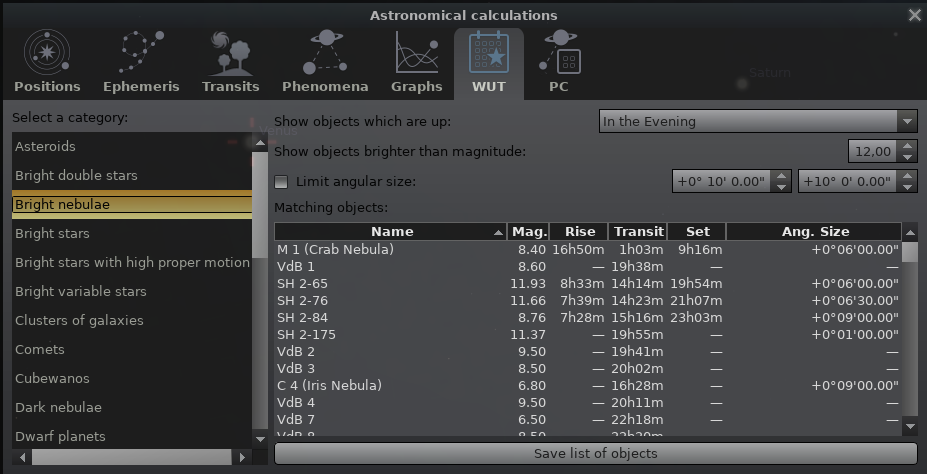 Astronomical calculations
Positions Ephemeris Transits Phenomena Graphs WUT PC
Saturn
Venus
Select a category:
Asteroids
Bright double stars
Bright nebulae
Bright stars
Bright stars with high proper motion
Bright variable stars
Clusters of galaxies
Comets
Cubewanos
Dark nebulae
Dwarf planets
Show objects which are up: In the Evening
Show objects brighter than magnitude: 12,00
Limit angular size: +0° 10' 0.00" +10° 0' 0.00"
Matching objects:
Name Mag. Rise Transit Set Ang. Size
M 1 (Crab Nebula) 8.40 16h50m 1h03m 9h16m +0°06'00.00"
VdB 1 8.60 — 19h38m — —
SH 2-65 11.93 8h33m 14h14m 19h54m +0°06'00.00"
SH 2-76 11.66 7h39m 14h23m 21h07m +0°06'30.00"
SH 2-84 8.76 7h28m 15h16m 23h03m +0°09'00.00"
SH 2-175 11.37 — 19h55m — +0°01'00.00"
VdB 2 9.50 — 19h41m — —
VdB 3 8.50 — 20h02m — —
C 4 (Iris Nebula) 6.80 — 16h28m — +0°09'00.00"
VdB 4 9.50 — 20h11m — —
VdB 7 6.50 — 22h18m — —
Save list of objects